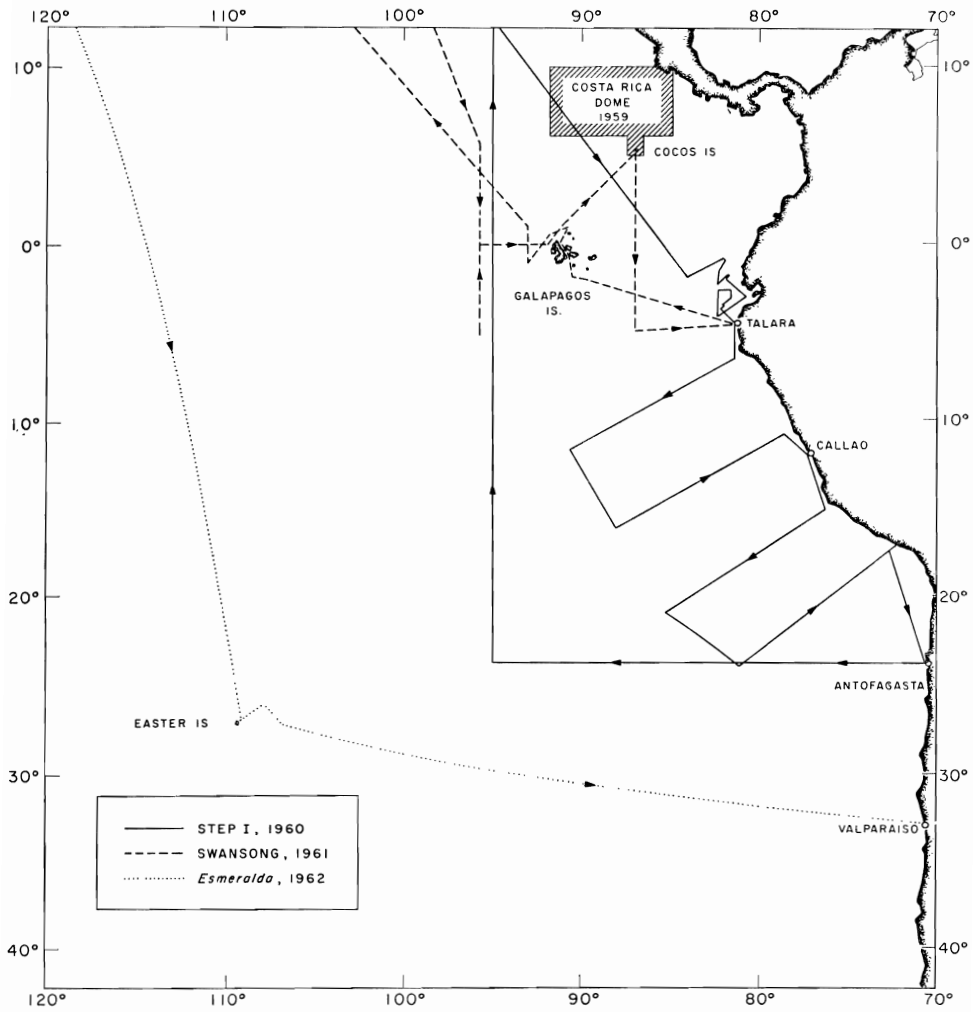 120° 110° 100° 90° 80° 70°
10° 10°
COSTA RICA
DOME
1959
COCOS IS
0° 0°
GALAPAGOS
IS.
TALARA
10° 10°
CALLAO
20° 20°
ANTOFAGASTA
EASTER IS
30° 30°
VALPARAISO
STEP I, 1960
SWANSONG, 1961
Esmeralda, 1962
40° 40°
120° 110° 100° 90° 80° 70°